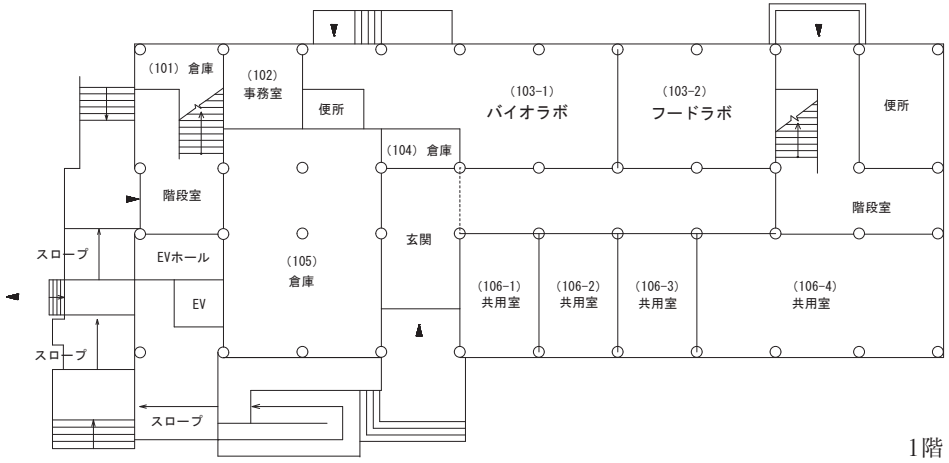 (101) 倉庫
(102)
事務室
便所
(103-1)
バイオラボ
(103-2)
フードラボ
便所
(104) 倉庫
階段室
階段室
スロープ
EVホール
(105)
倉庫
玄関
EV
(106-1)
共用室
(106-2)
共用室
(106-3)
共用室
(106-4)
共用室
スロープ
スロープ
1階